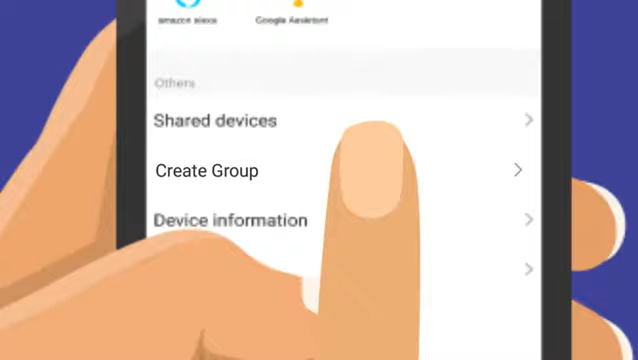 amazon alexa Google Assistant
Others
Shared devices
Create Group
Device information